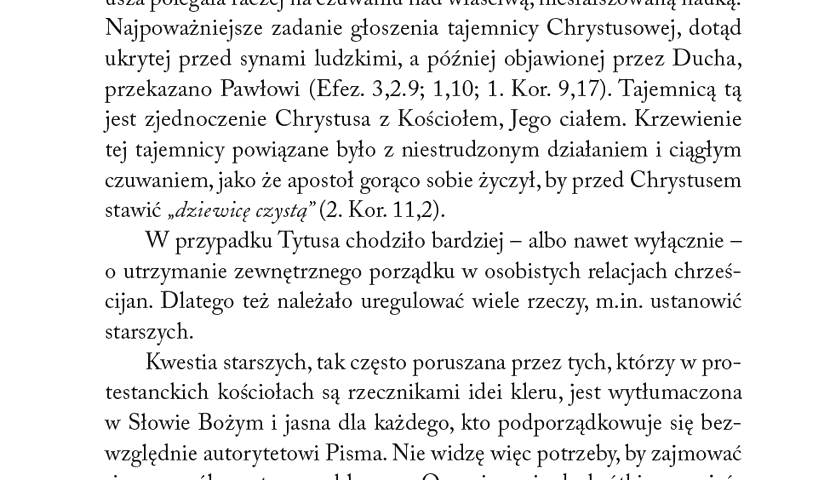 dusza polegała raczej na czuwaniu nad właściwą, niesfałszowaną nauką.
Najpoważniejsze zadanie głoszenia tajemnicy Chrystusowej, dotąd
ukrytej przed synami ludzkimi, a później objawionej przez Ducha,
przekazano Pawłowi (Efez. 3,2.9; 1,10; 1. Kor. 9,17). Tajemnicą tą
jest zjednoczenie Chrystusa z Kościołem, Jego ciałem. Krzewienie
tej tajemnicy powiązane było z niestrudzonym działaniem i ciągłym
czuwaniem, jako że apostoł gorąco sobie życzył, by przed Chrystusem
stawić „dziewicę czystą” (2. Kor. 11,2).
W przypadku Tytusa chodziło bardziej – albo nawet wyłącznie –
o utrzymanie zewnętrznego porządku w osobistych relacjach chrześ-
cijan. Dlatego też należało uregulować wiele rzeczy, m.in. ustanowić
starszych.
Kwestia starszych, tak często poruszana przez tych, którzy w pro-
testanckich kościołach są rzecznikami idei kleru, jest wytłumaczona
w Słowie Bożym i jasna dla każdego, kto podporządkowuje się bez-
względnie autorytetowi Pisma. Nie widzę więc potrzeby, by zajmować